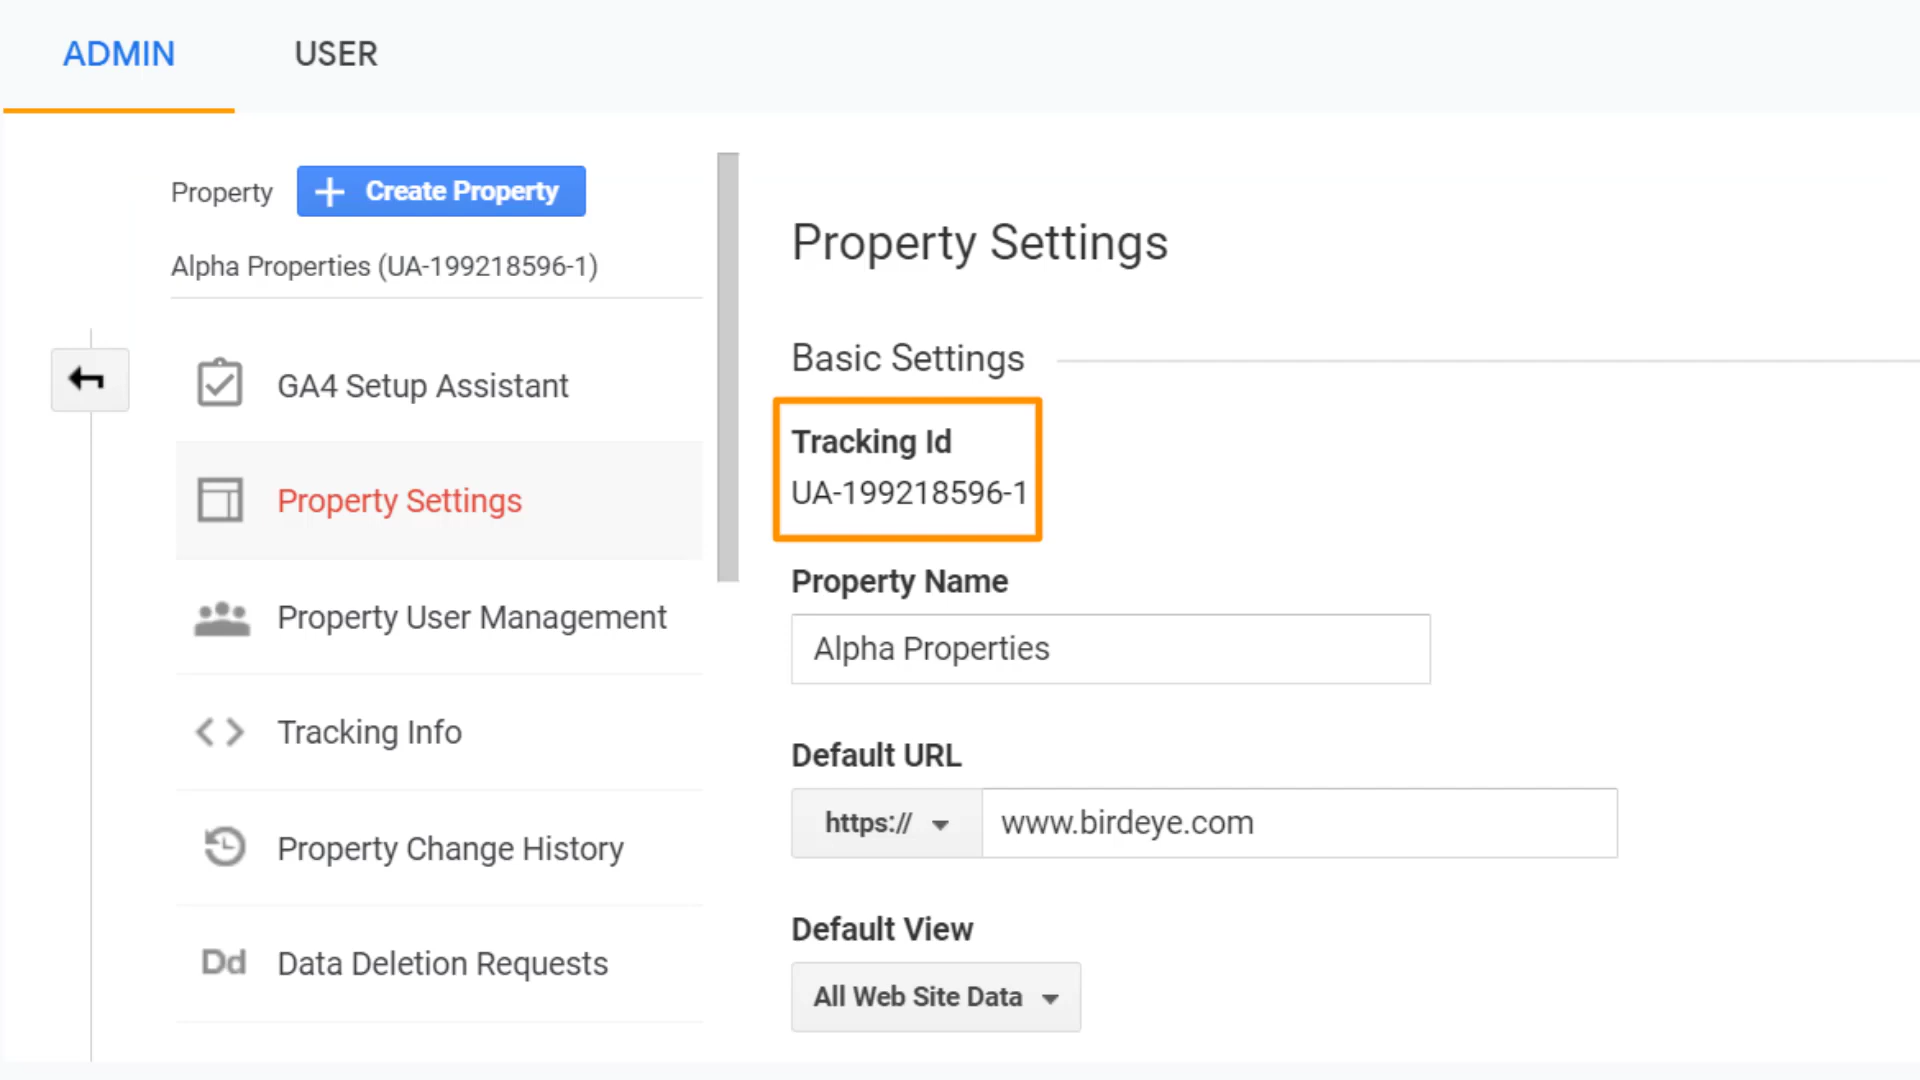 ADMIN USER
Property + Create Property
Alpha Properties (UA-199218596-1)
GA4 Setup Assistant
Property Settings
Property User Management
Tracking Info
Property Change History
Dd Data Deletion Requests
Property Settings
Basic Settings
Tracking Id
UA-199218596-1
Property Name
Alpha Properties
Default URL
https:// www.birdeye.com
Default View
All Web Site Data